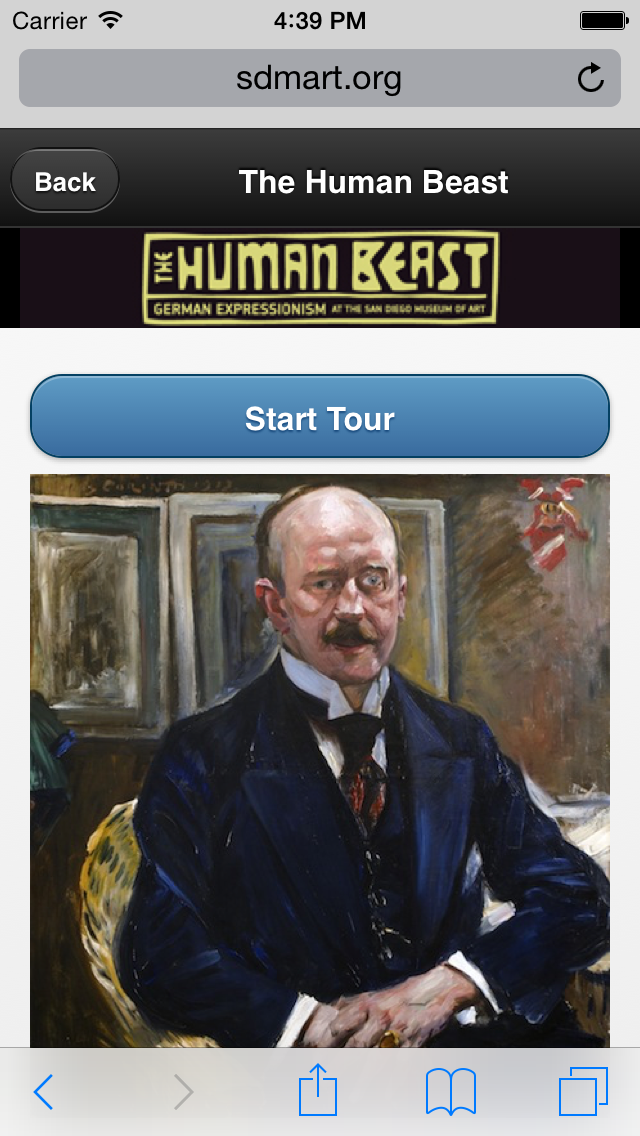 Carrier 4:39 PM
sdmart.org
Back The Human Beast
THE HUMAN BEAST
GERMAN EXPRESSIONISM AT THE SAN DIEGO MUSEUM OF ART
Start Tour